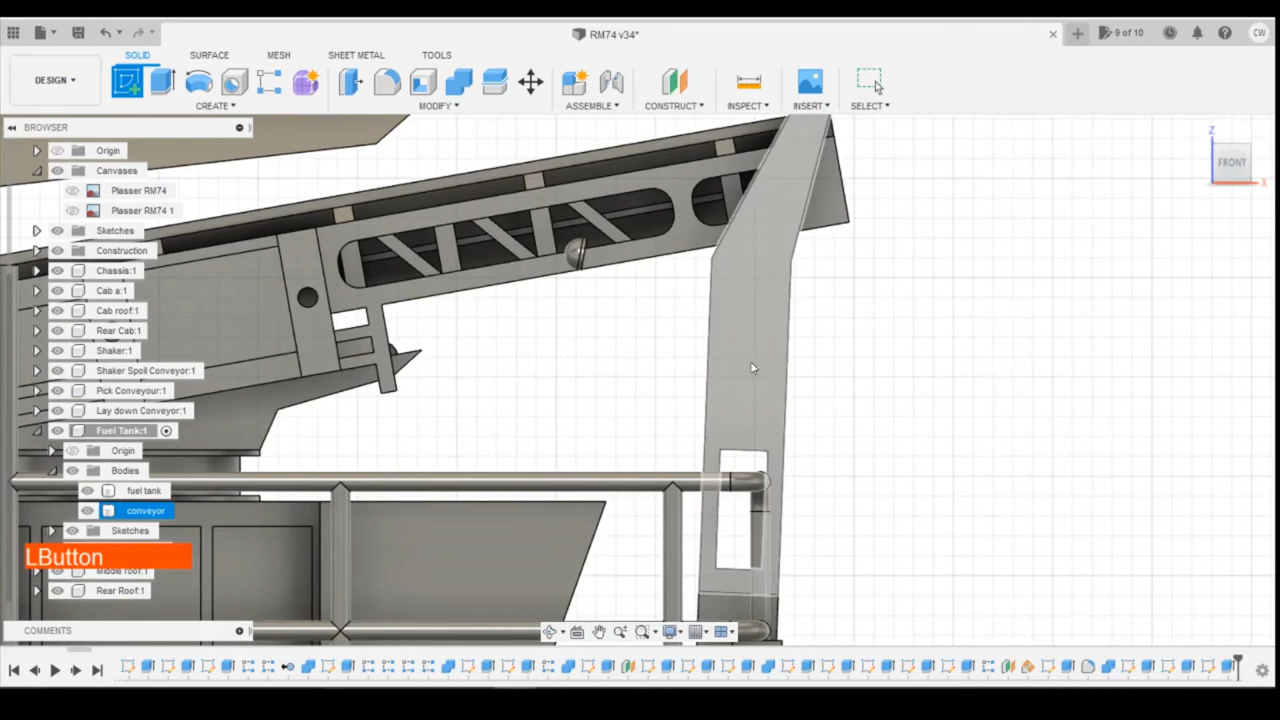 RM74 v34*
9 of 10
CW
SOLID
SURFACE
MESH
SHEET METAL
TOOLS
DESIGN
CREATE
MODIFY
ASSEMBLE
CONSTRUCT
INSPECT
INSERT
SELECT
BROWSER
Z
FRONT
X
Origin
Canvases
Plasser RM74
Plasser RM74 1
Sketches
Construction
Chassis:1
Cab a:1
Cab roof:1
Rear Cab:1
Shaker:1
Shaker Spoil Conveyor:1
Pick Conveyour:1
Lay down Conveyor:1
Fuel Tank:1
Origin
Bodies
fuel tank
conveyor
Sketches
LButton
Middle roof:1
Rear Roof:1
COMMENTS